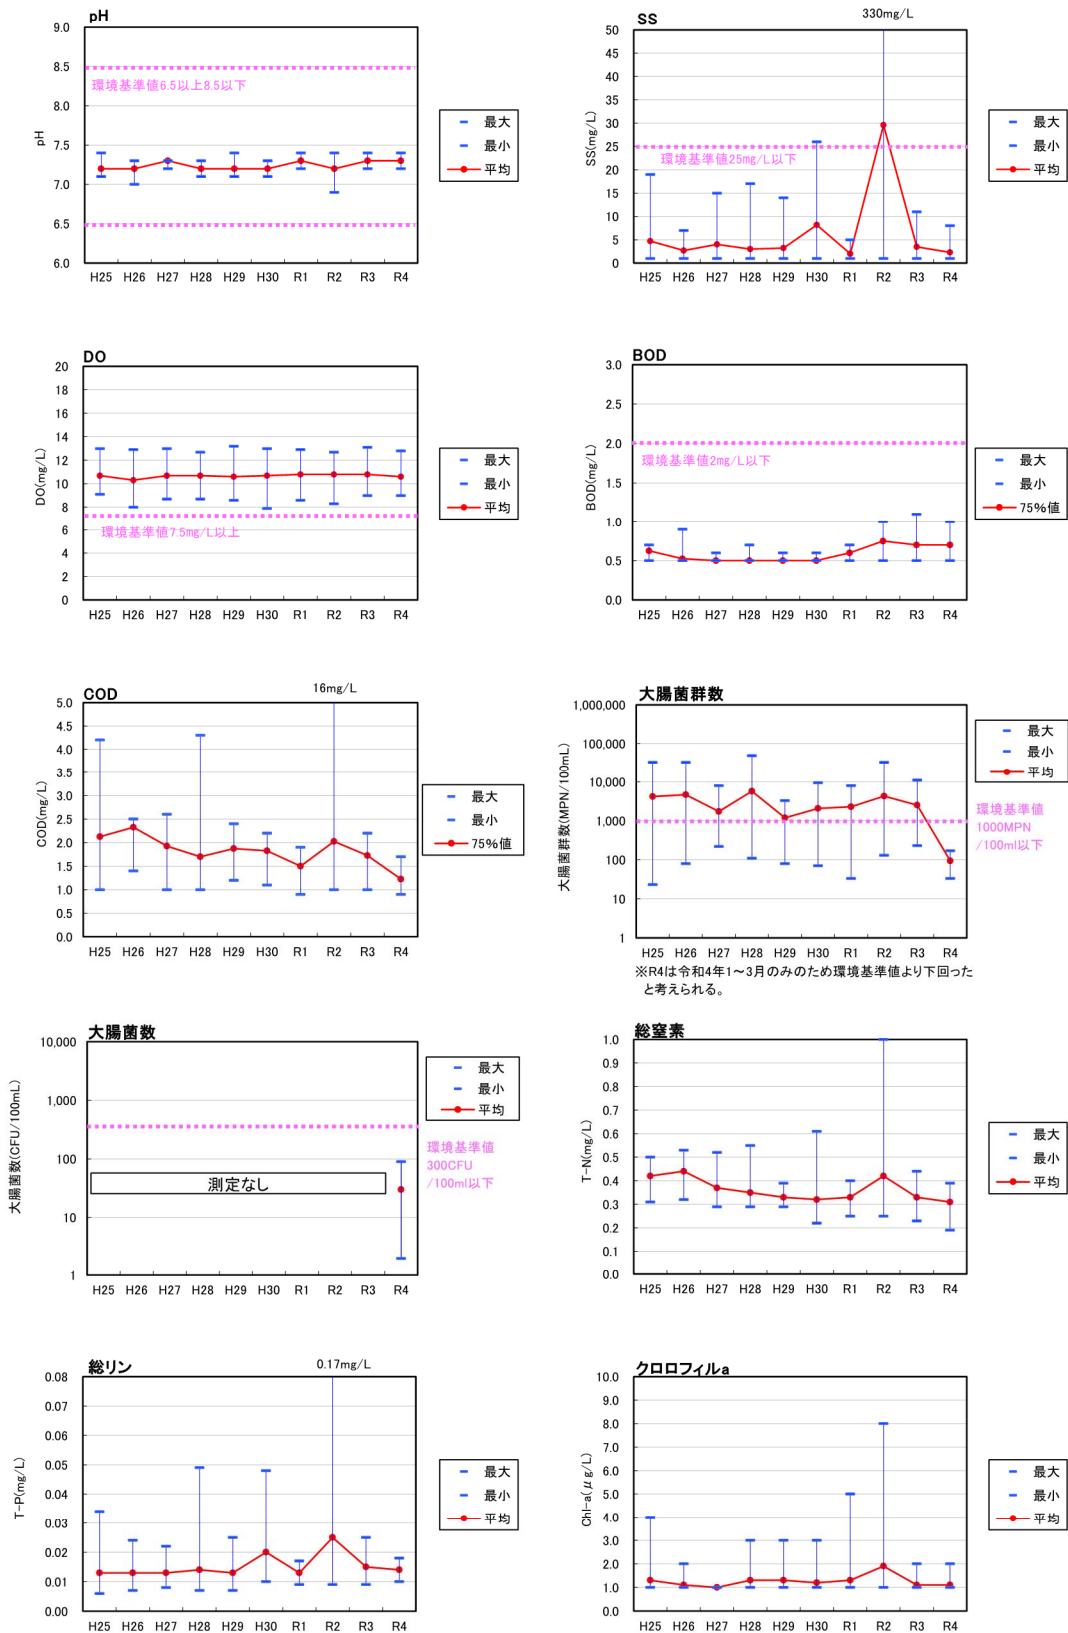 pH
9.0
8.5
8.0
7.5
7.0
6.5
6.0
pH
環境基準値6.5以上8.5以下
H25 H26 H27 H28 H29 H30 R1 R2 R3 R4
最大
最小
平均
330mg/L
SS
50
45
40
35
30
25
20
15
10
5
0
SS(mg/L)
環境基準値25mg/L以下
H25 H26 H27 H28 H29 H30 R1 R2 R3 R4
最大
最小
平均
DO
20
18
16
14
12
10
8
6
4
2
0
DO(mg/L)
環境基準値7.5mg/L以上
H25 H26 H27 H28 H29 H30 R1 R2 R3 R4
最大
最小
平均
BOD
3.0
2.5
2.0
1.5
1.0
0.5
0.0
BOD(mg/L)
環境基準値2mg/L以下
H25 H26 H27 H28 H29 H30 R1 R2 R3 R4
最大
最小
75%値
16mg/L
COD
5.0
4.5
4.0
3.5
3.0
2.5
2.0
1.5
1.0
0.5
0.0
COD(mg/L)
H25 H26 H27 H28 H29 H30 R1 R2 R3 R4
最大
最小
75%値
大腸菌群数
1,000,000
100,000
10,000
1,000
100
10
1
大腸菌群数(MPN/100mL)
H25 H26 H27 H28 H29 H30 R1 R2 R3 R4
最大
最小
平均
環境基準値
1000MPN
/100ml以下
※R4は令和4年1～3月のみのため環境基準値より下回った
と考えられる。
大腸菌数
10,000
1,000
100
10
1
大腸菌数(CFU/100mL)
測定なし
H25 H26 H27 H28 H29 H30 R1 R2 R3 R4
最大
最小
平均
環境基準値
300CFU
/100ml以下
総窒素
1.0
0.9
0.8
0.7
0.6
0.5
0.4
0.3
0.2
0.1
0.0
T-N(mg/L)
H25 H26 H27 H28 H29 H30 R1 R2 R3 R4
最大
最小
平均
0.17mg/L
総リン
0.08
0.07
0.06
0.05
0.04
0.03
0.02
0.01
0.00
T-P(mg/L)
H25 H26 H27 H28 H29 H30 R1 R2 R3 R4
最大
最小
平均
クロロフィルa
10.0
9.0
8.0
7.0
6.0
5.0
4.0
3.0
2.0
1.0
0.0
Chl-a(μg/L)
H25 H26 H27 H28 H29 H30 R1 R2 R3 R4
最大
最小
平均